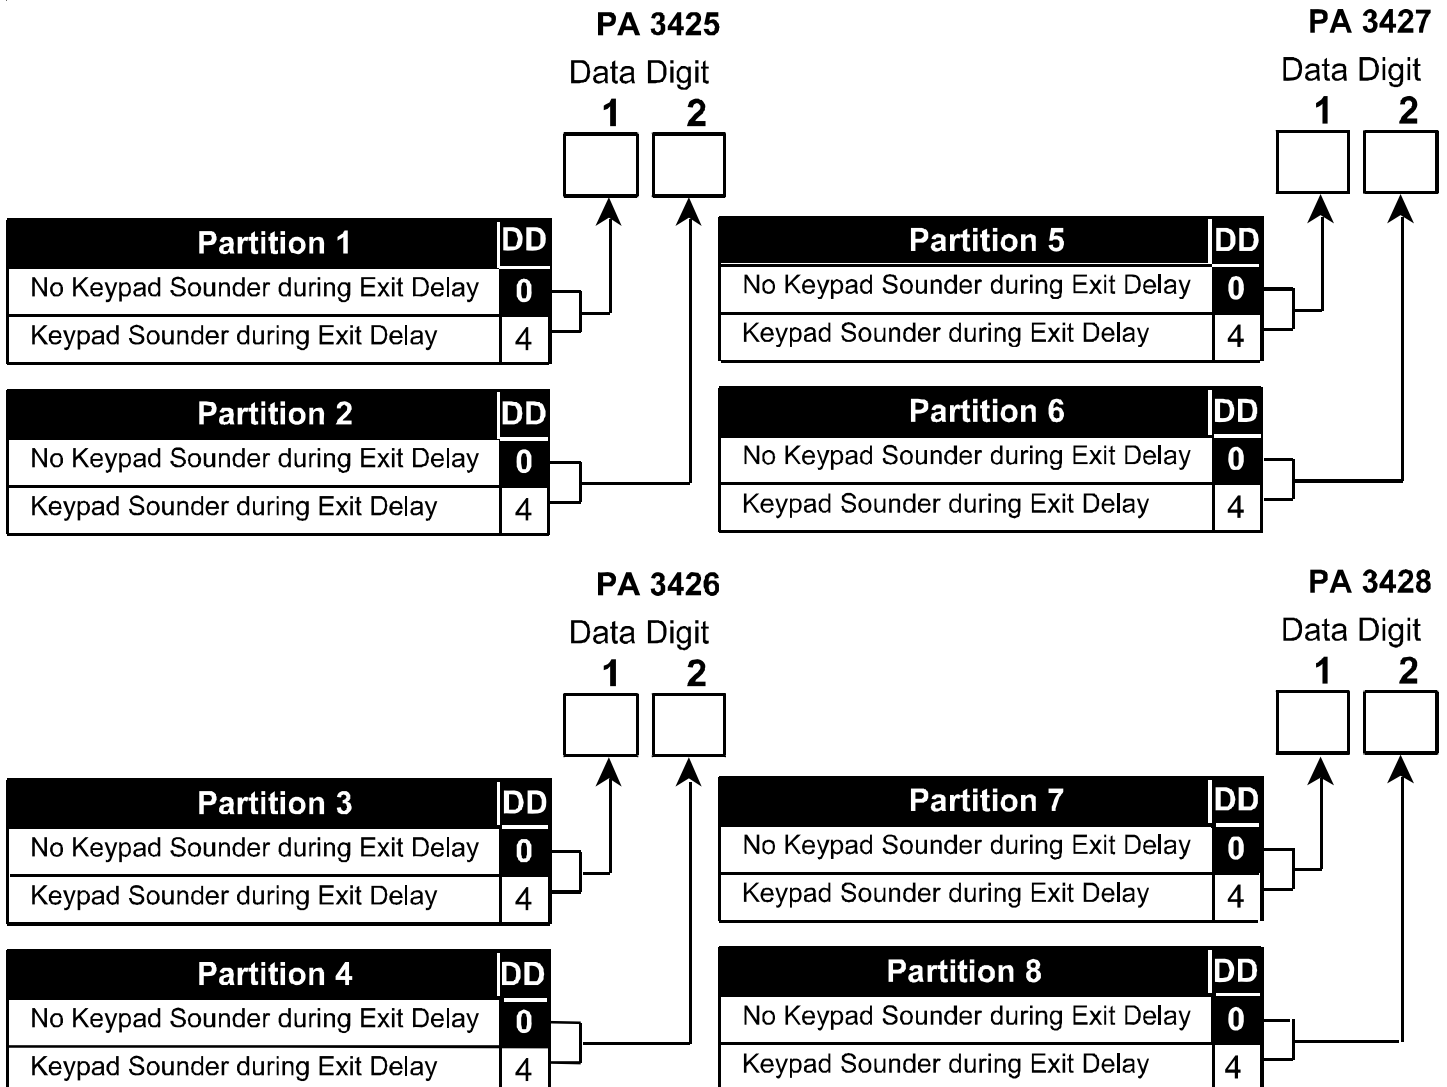 PA 3425
Data Digit
1 2
Partition 1 DD
No Keypad Sounder during Exit Delay 0
Keypad Sounder during Exit Delay 4
Partition 2 DD
No Keypad Sounder during Exit Delay 0
Keypad Sounder during Exit Delay 4
PA 3427
Data Digit
1 2
Partition 5 DD
No Keypad Sounder during Exit Delay 0
Keypad Sounder during Exit Delay 4
Partition 6 DD
No Keypad Sounder during Exit Delay 0
Keypad Sounder during Exit Delay 4
PA 3426
Data Digit
1 2
Partition 3 DD
No Keypad Sounder during Exit Delay 0
Keypad Sounder during Exit Delay 4
Partition 4 DD
No Keypad Sounder during Exit Delay 0
Keypad Sounder during Exit Delay 4
PA 3428
Data Digit
1 2
Partition 7 DD
No Keypad Sounder during Exit Delay 0
Keypad Sounder during Exit Delay 4
Partition 8 DD
No Keypad Sounder during Exit Delay 0
Keypad Sounder during Exit Delay 4